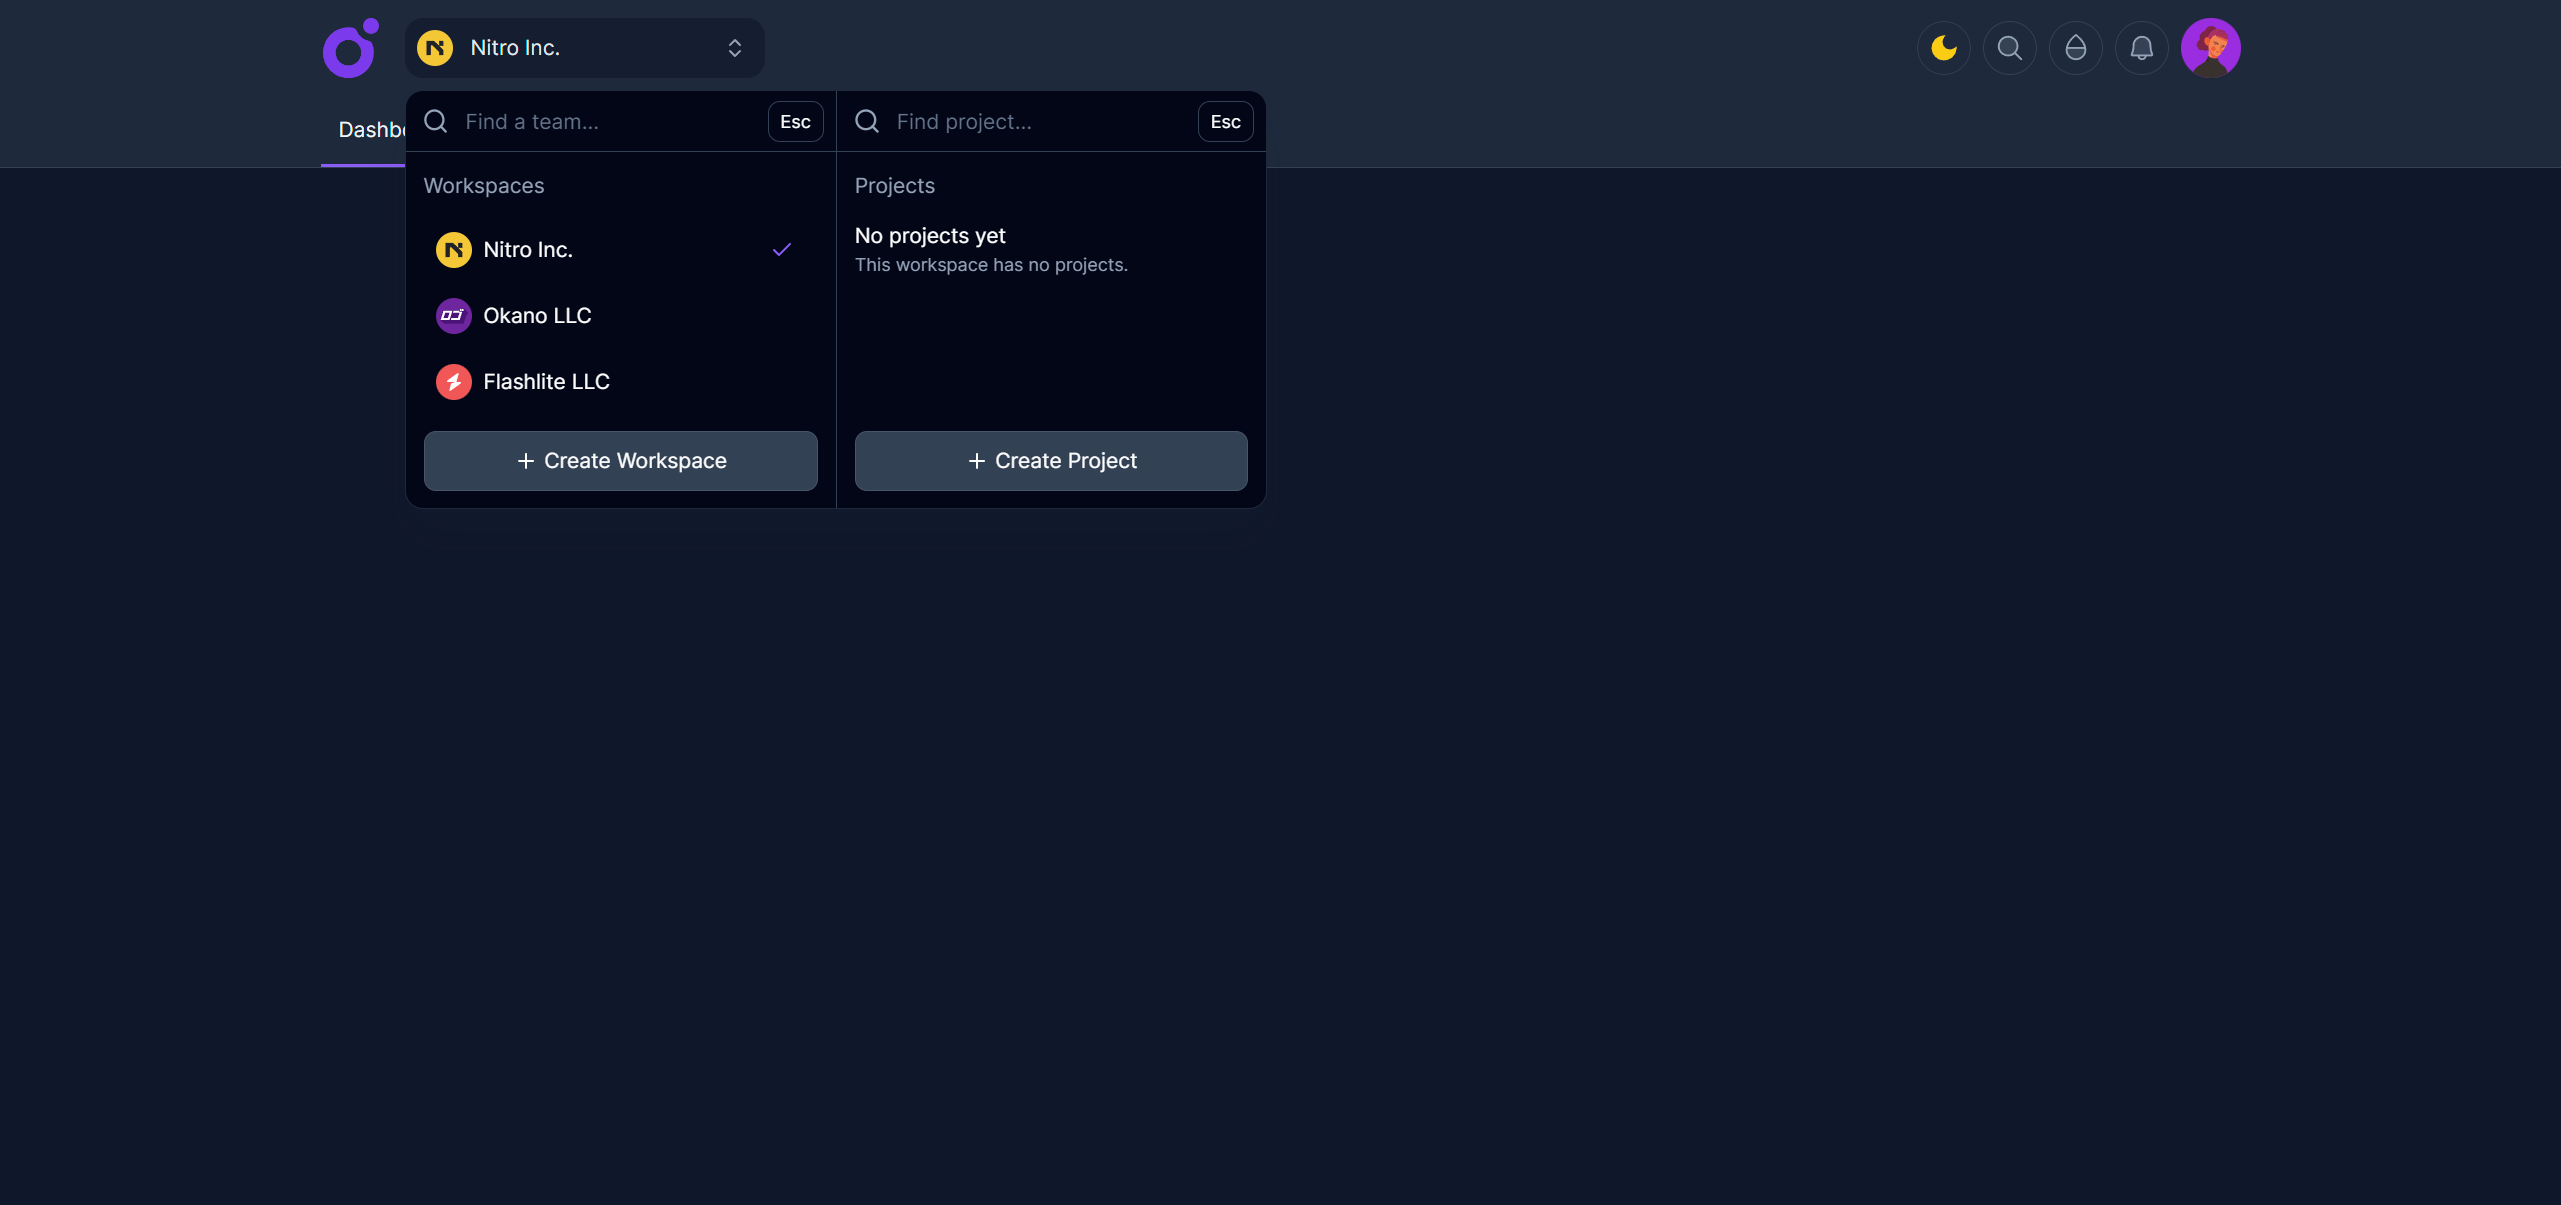 Nitro Inc.
Dashbo
Find a team...
Esc
Find project...
Esc
Workspaces
Nitro Inc.
Okano LLC
Flashlite LLC
+ Create Workspace
Projects
No projects yet
This workspace has no projects.
+ Create Project